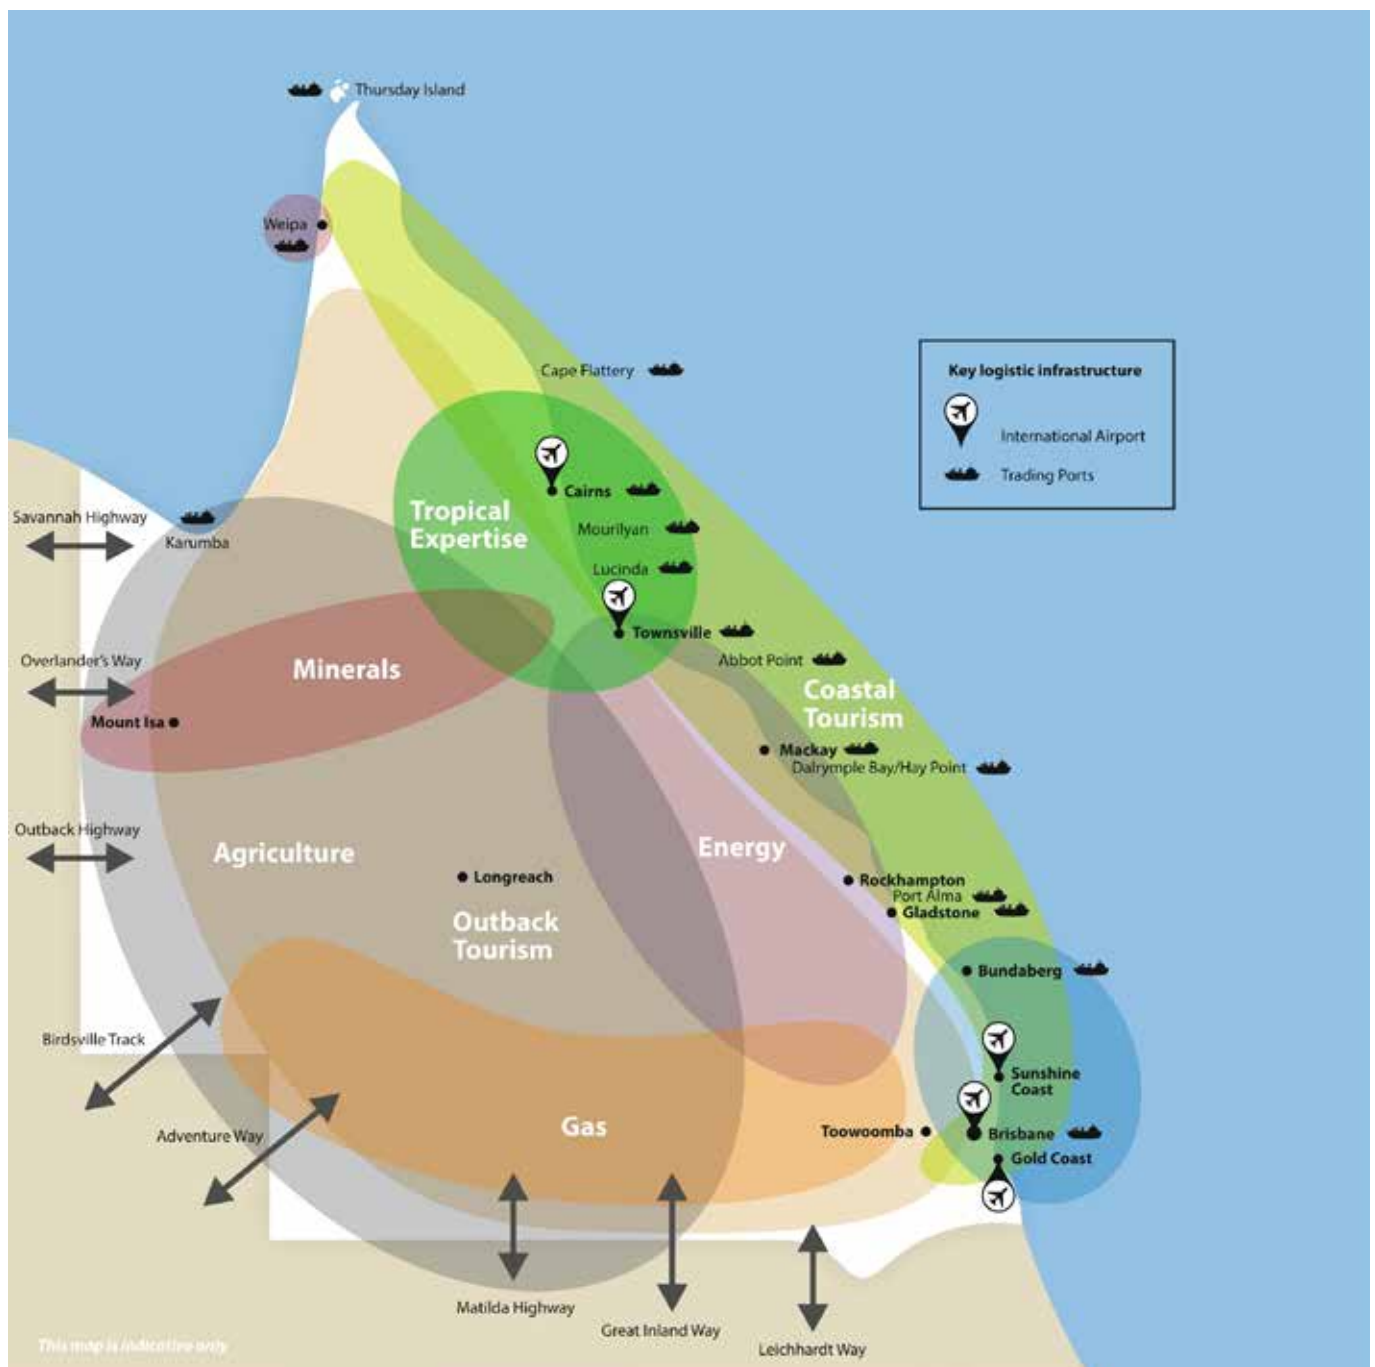 Thursday Island
Weipa
Cape Flattery
Key logistic infrastructure
International Airport
Trading Ports
Cairns
Tropical
Expertise
Mourilyan
Lucinda
Savannah Highway
Karumba
Townsville
Abbot Point
Overlander's Way
Minerals
Coastal
Tourism
Mount Isa
Mackay
Dalrymple Bay/Hay Point
Outback Highway
Agriculture
Energy
Longreach
Rockhampton
Port Alma
Gladstone
Outback
Tourism
Bundaberg
Birdsville Track
Sunshine
Coast
Adventure Way
Gas
Toowoomba
Brisbane
Gold Coast
Matilda Highway
Great Inland Way
Leichhardt Way
This map is indicative only